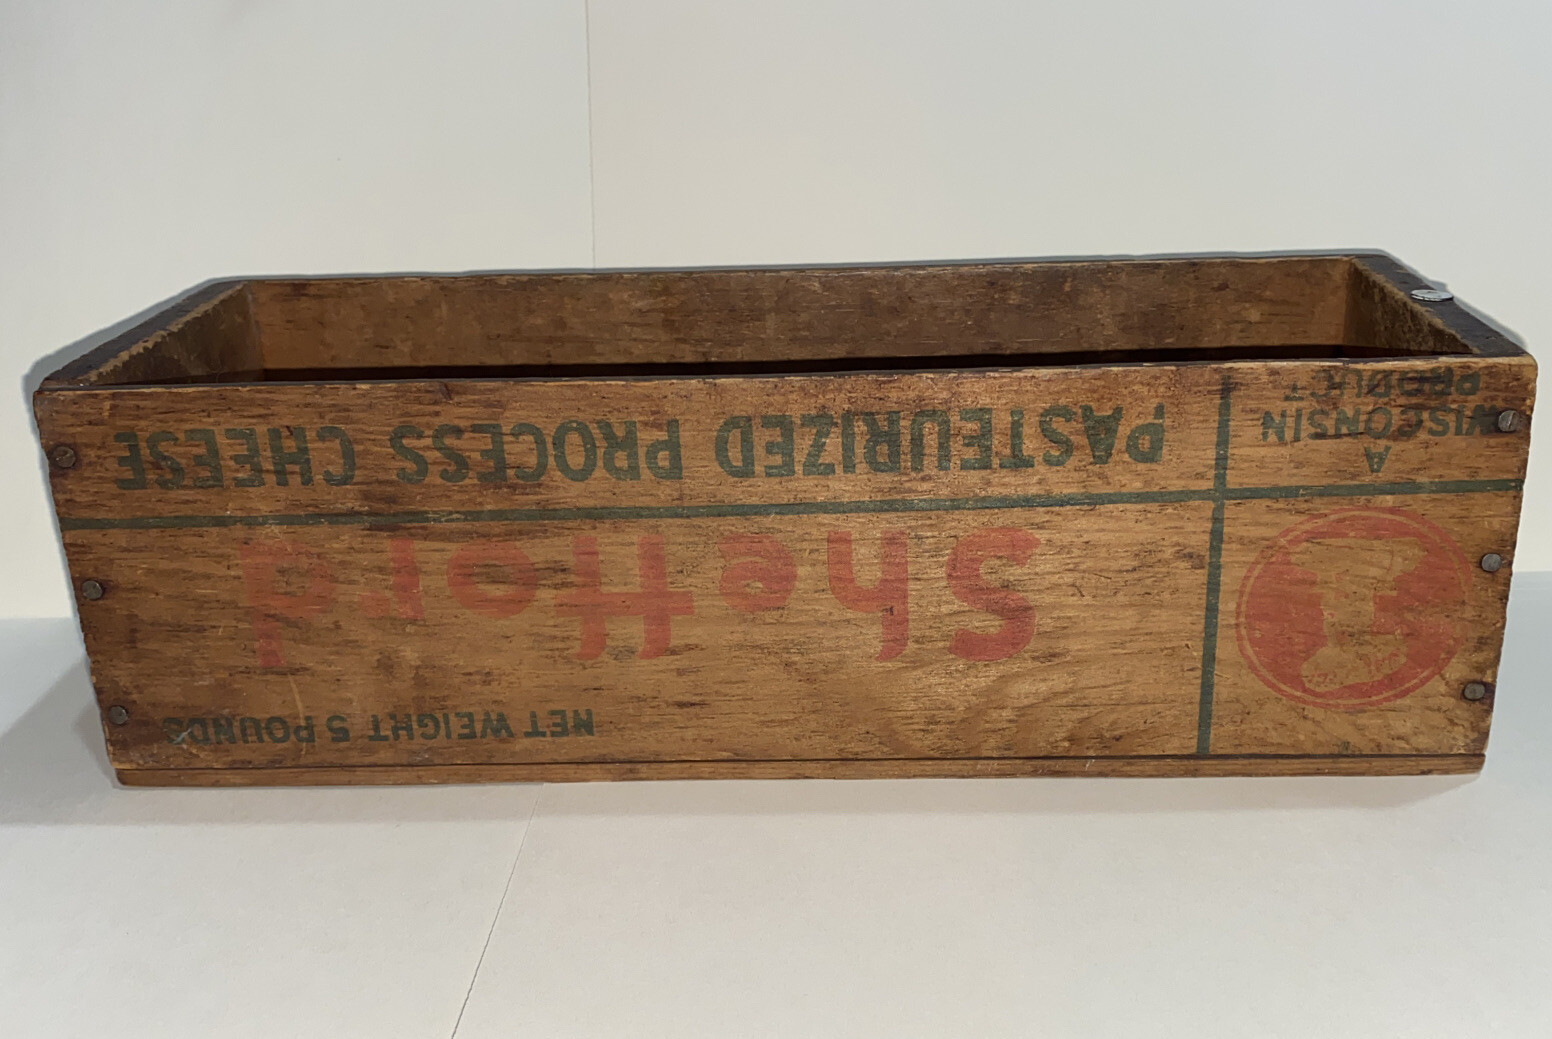 NET WEIGHT 5 POUNDS
Shefford
PASTEURIZED PROCESS CHEESE
A
WISCONSIN
PRODUCT